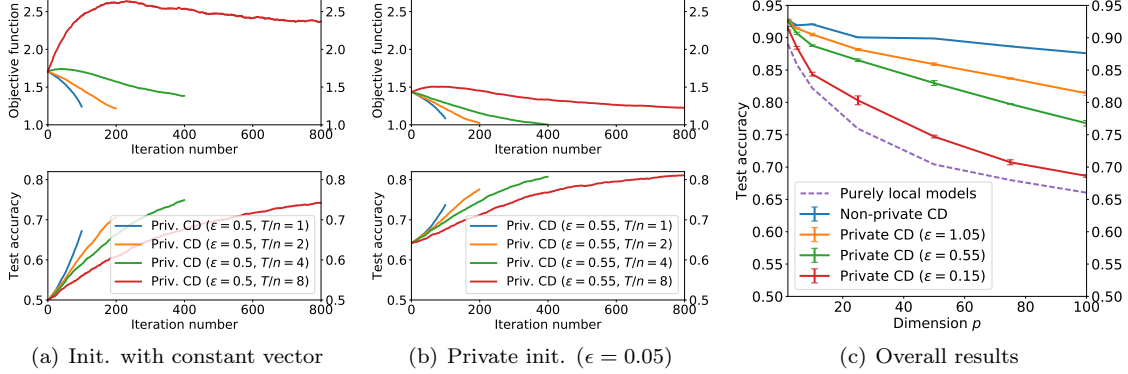 2.5
2.0
1.5
1.0
Objective function
2.5
2.0
1.5
1.0
0 200 400 600 800
Iteration number
0.8
0.7
0.6
0.5
Test accuracy
0.8
0.7
0.6
0.5
Priv. CD (ε = 0.5, T/n = 1)
Priv. CD (ε = 0.5, T/n = 2)
Priv. CD (ε = 0.5, T/n = 4)
Priv. CD (ε = 0.5, T/n = 8)
0 200 400 600 800
Iteration number
(a) Init. with constant vector
2.5
2.0
1.5
1.0
Objective function
2.5
2.0
1.5
1.0
0 200 400 600 800
Iteration number
0.8
0.7
0.6
0.5
Test accuracy
0.8
0.7
0.6
0.5
Priv. CD (ε = 0.55, T/n = 1)
Priv. CD (ε = 0.55, T/n = 2)
Priv. CD (ε = 0.55, T/n = 4)
Priv. CD (ε = 0.55, T/n = 8)
0 200 400 600 800
Iteration number
(b) Private init. (ϵ = 0.05)
0.95
0.90
0.85
0.80
0.75
0.70
0.65
0.60
0.55
0.50
Test accuracy
0.95
0.90
0.85
0.80
0.75
0.70
0.65
0.60
0.55
0.50
Purely local models
Non-private CD
Private CD (ε = 1.05)
Private CD (ε = 0.55)
Private CD (ε = 0.15)
20 40 60 80 100
Dimension p
(c) Overall results